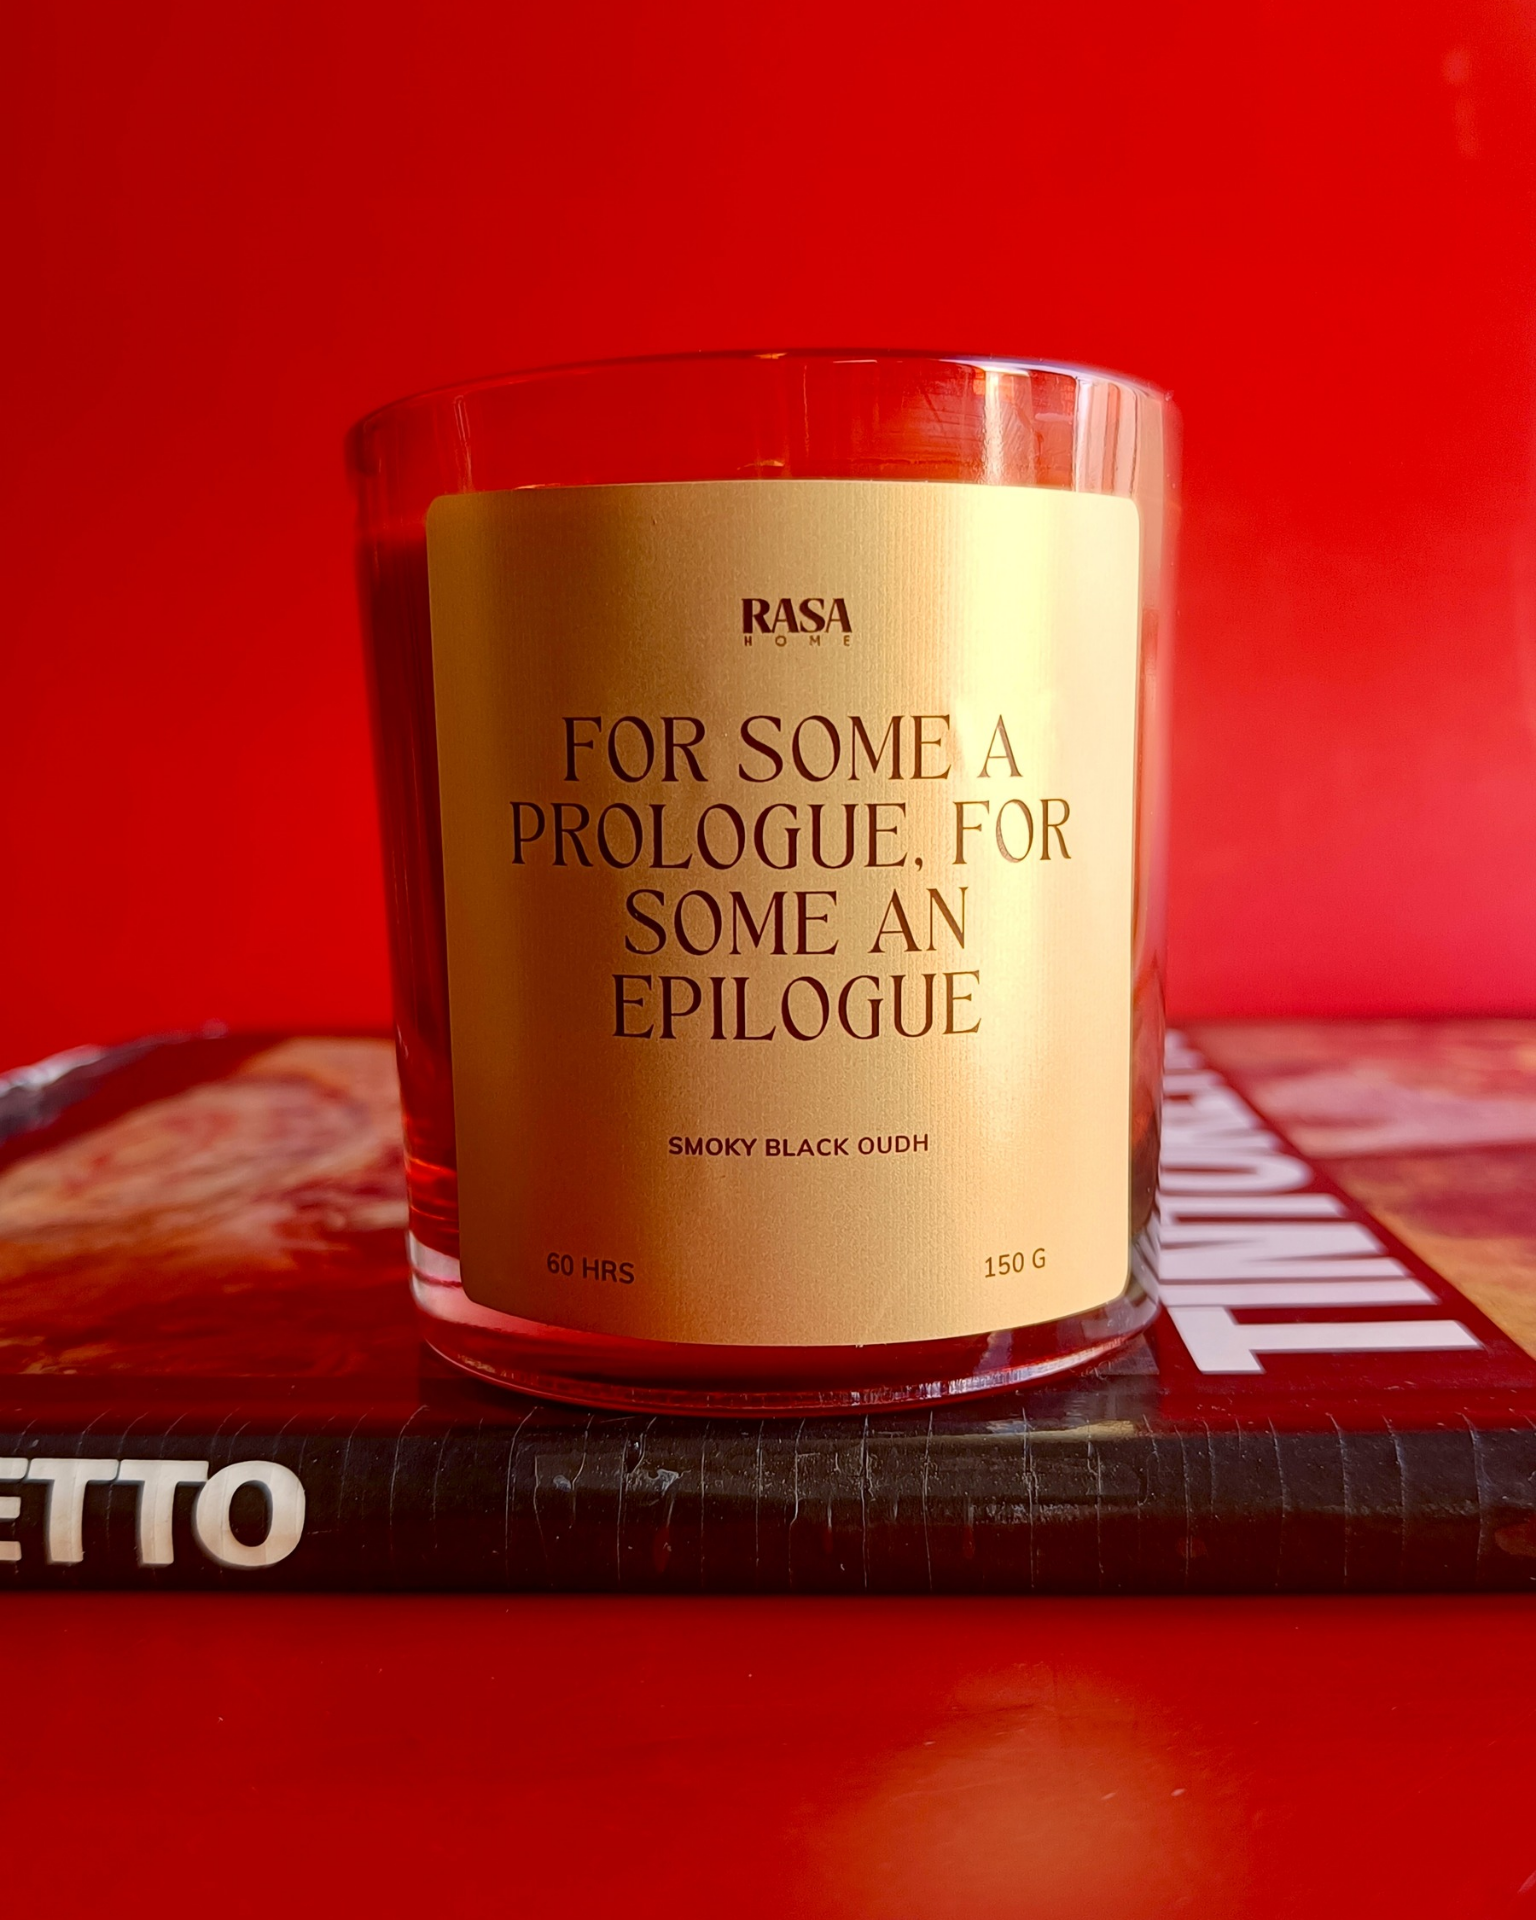 RASA
HOME
FOR SOME A
PROLOGUE, FOR
SOME AN
EPILOGUE
SMOKY BLACK OUDH
60 HRS
150 G
ETTO